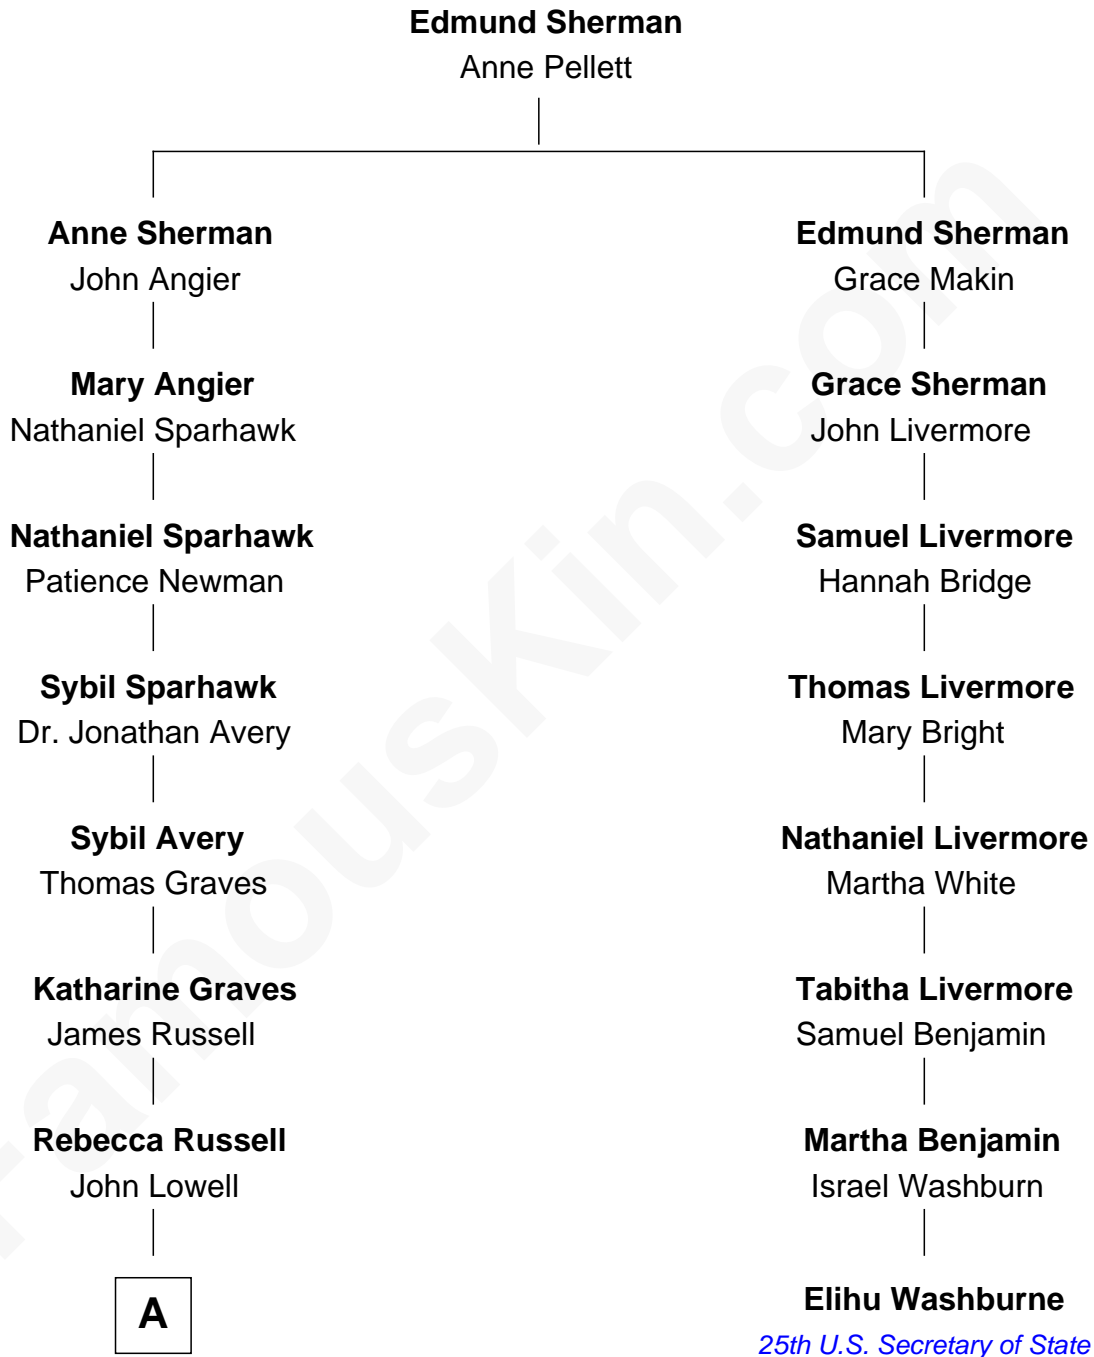 Edmund Sherman
Anne Pellett
Anne Sherman
John Angier
Edmund Sherman
Grace Makin
Mary Angier
Nathaniel Sparhawk
Grace Sherman
John Livermore
Nathaniel Sparhawk
Patience Newman
Samuel Livermore
Hannah Bridge
Sybil Sparhawk
Dr. Jonathan Avery
Thomas Livermore
Mary Bright
Sybil Avery
Thomas Graves
Nathaniel Livermore
Martha White
Katharine Graves
James Russell
Tabitha Livermore
Samuel Benjamin
Rebecca Russell
John Lowell
Martha Benjamin
Israel Washburn
A
Elihu Washburne
25th U.S. Secretary of State
FamousKin.com